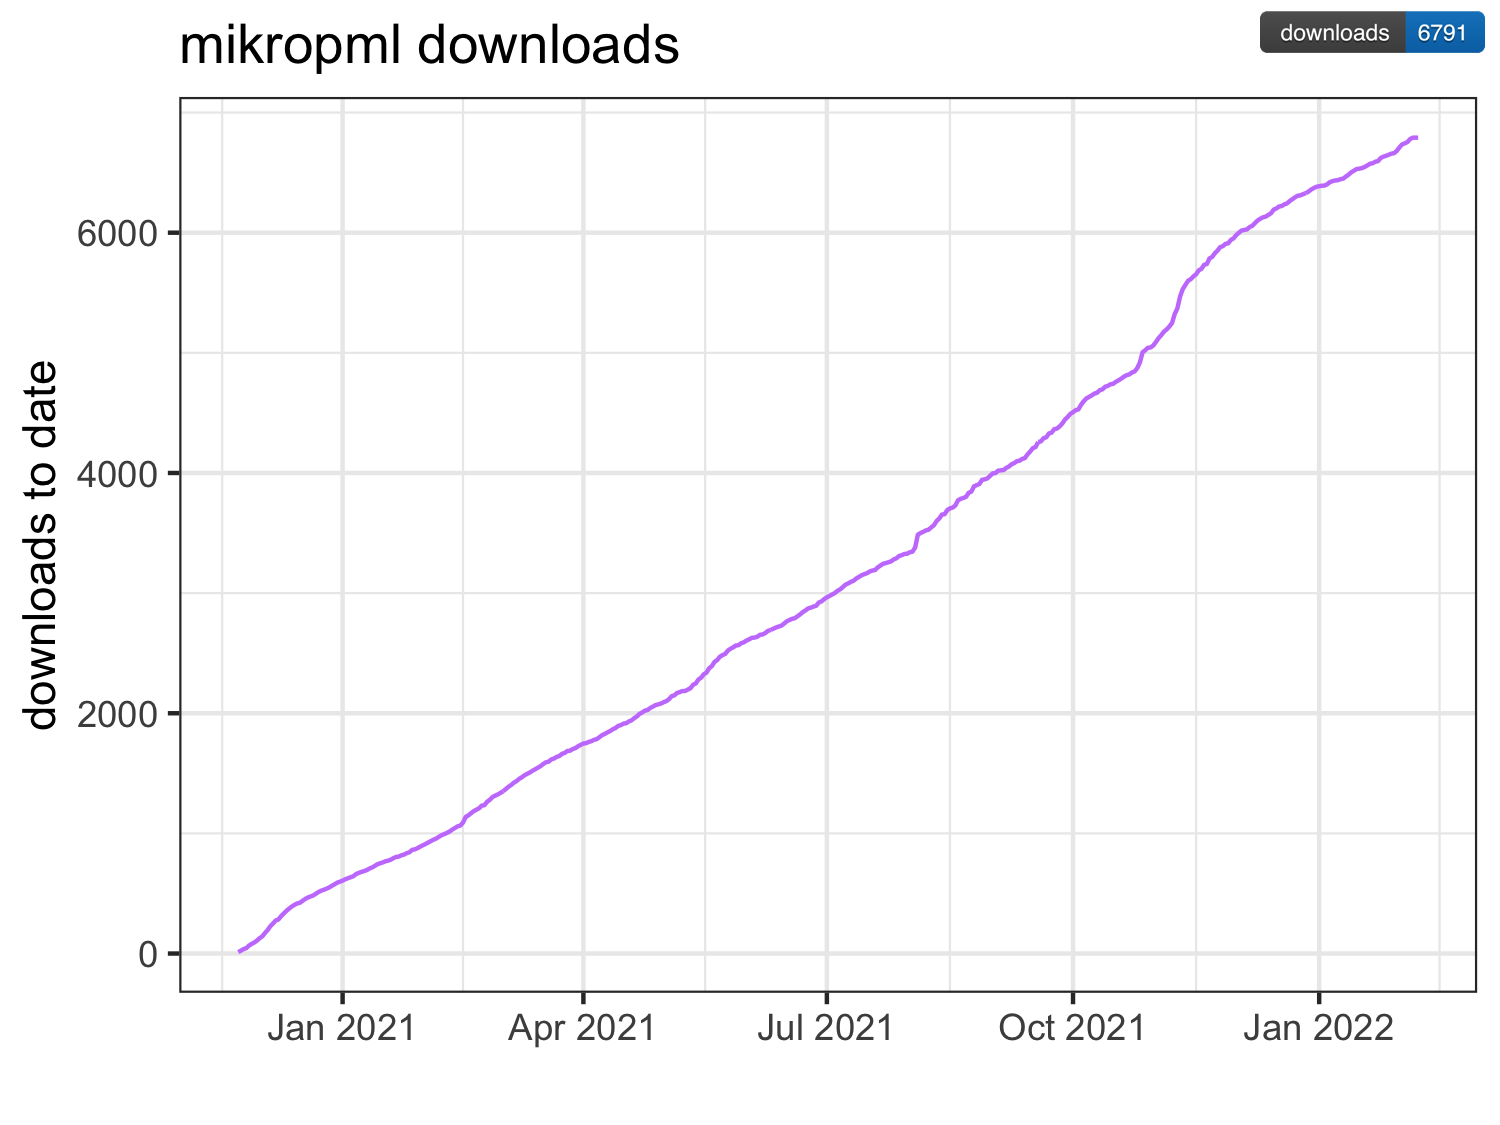 mikropml downloads
downloads 6791
downloads to date
6000
4000
2000
0
Jan 2021 Apr 2021 Jul 2021 Oct 2021 Jan 2022